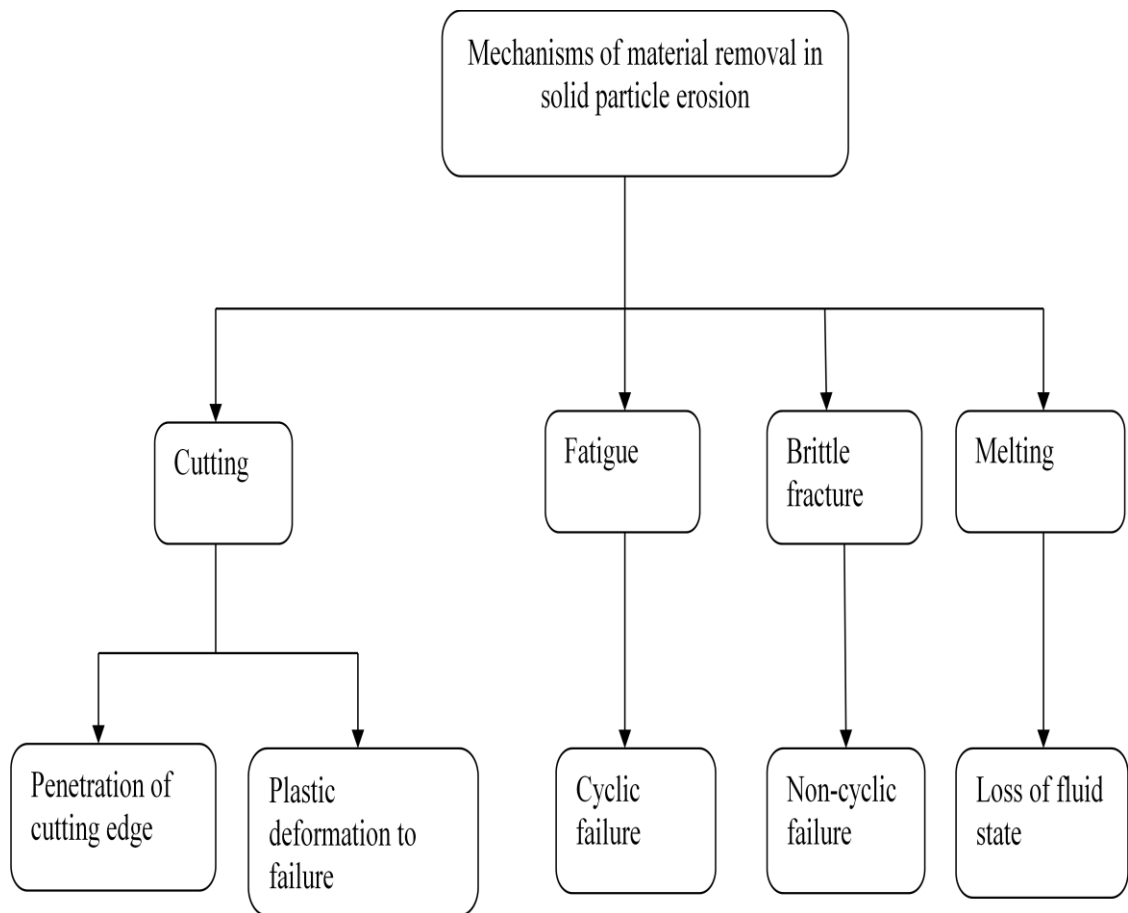 Mechanisms of material removal in
solid particle erosion
Cutting
Fatigue
Brittle
fracture
Melting
Penetration of
cutting edge
Plastic
deformation to
failure
Cyclic
failure
Non-cyclic
failure
Loss of fluid
state